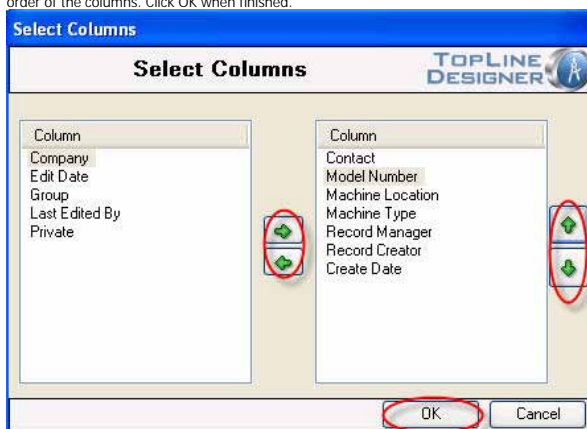 order of the columns. Click OK when finished.
Select Columns
Select Columns
TOPLINE
DESIGNER
Column
Company
Edit Date
Group
Last Edited By
Private
Column
Contact
Model Number
Machine Location
Machine Type
Record Manager
Record Creator
Create Date
OK
Cancel